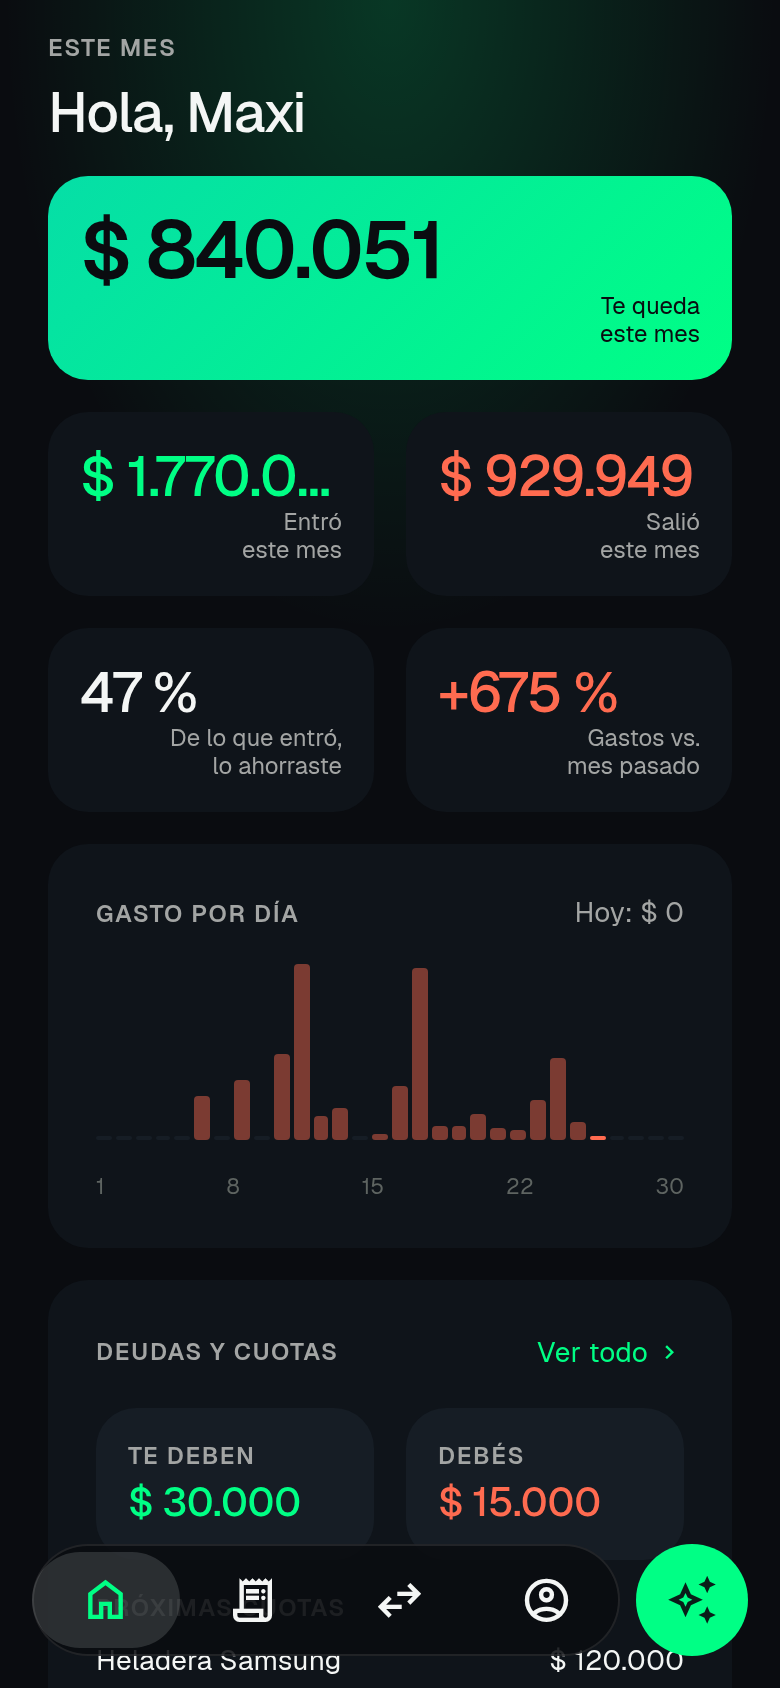 ESTE MES
Hola, Maxi
$ 840.051
Te queda
este mes
$ 1.770.0...
Entró
este mes
$ 929.949
Salió
este mes
47 %
De lo que entró,
lo ahorraste
+675 %
Gastos vs.
mes pasado
GASTO POR DÍA
Hoy: $ 0
1 8 15 22 30
DEUDAS Y CUOTAS
Ver todo >
TE DEBEN
$ 30.000
DEBÉS
$ 15.000
Heladera Samsung
$ 120.000